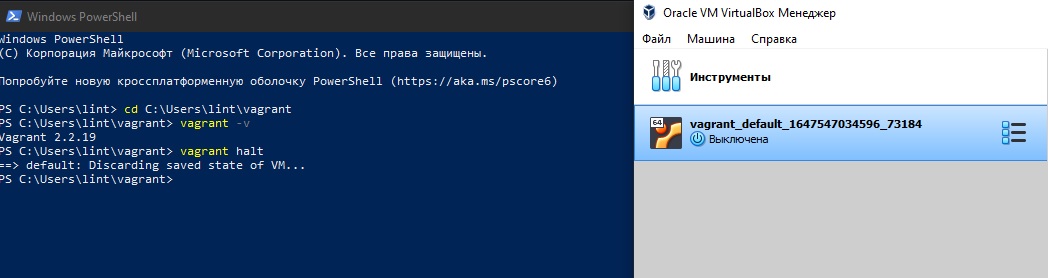 Windows PowerShell
Windows PowerShell
(C) Корпорация Майкрософт (Microsoft Corporation). Все права защищены.
Попробуйте новую кроссплатформенную оболочку PowerShell (https://aka.ms/pscore6)
PS C:\Users\lint> cd C:\Users\lint\vagrant
PS C:\Users\lint\vagrant> vagrant -v
Vagrant 2.2.19
PS C:\Users\lint\vagrant> vagrant halt
==> default: Discarding saved state of VM...
PS C:\Users\lint\vagrant>
Oracle VM VirtualBox Менеджер
Файл Машина Справка
Инструменты
64
vagrant_default_1647547034596_73184
Выключена